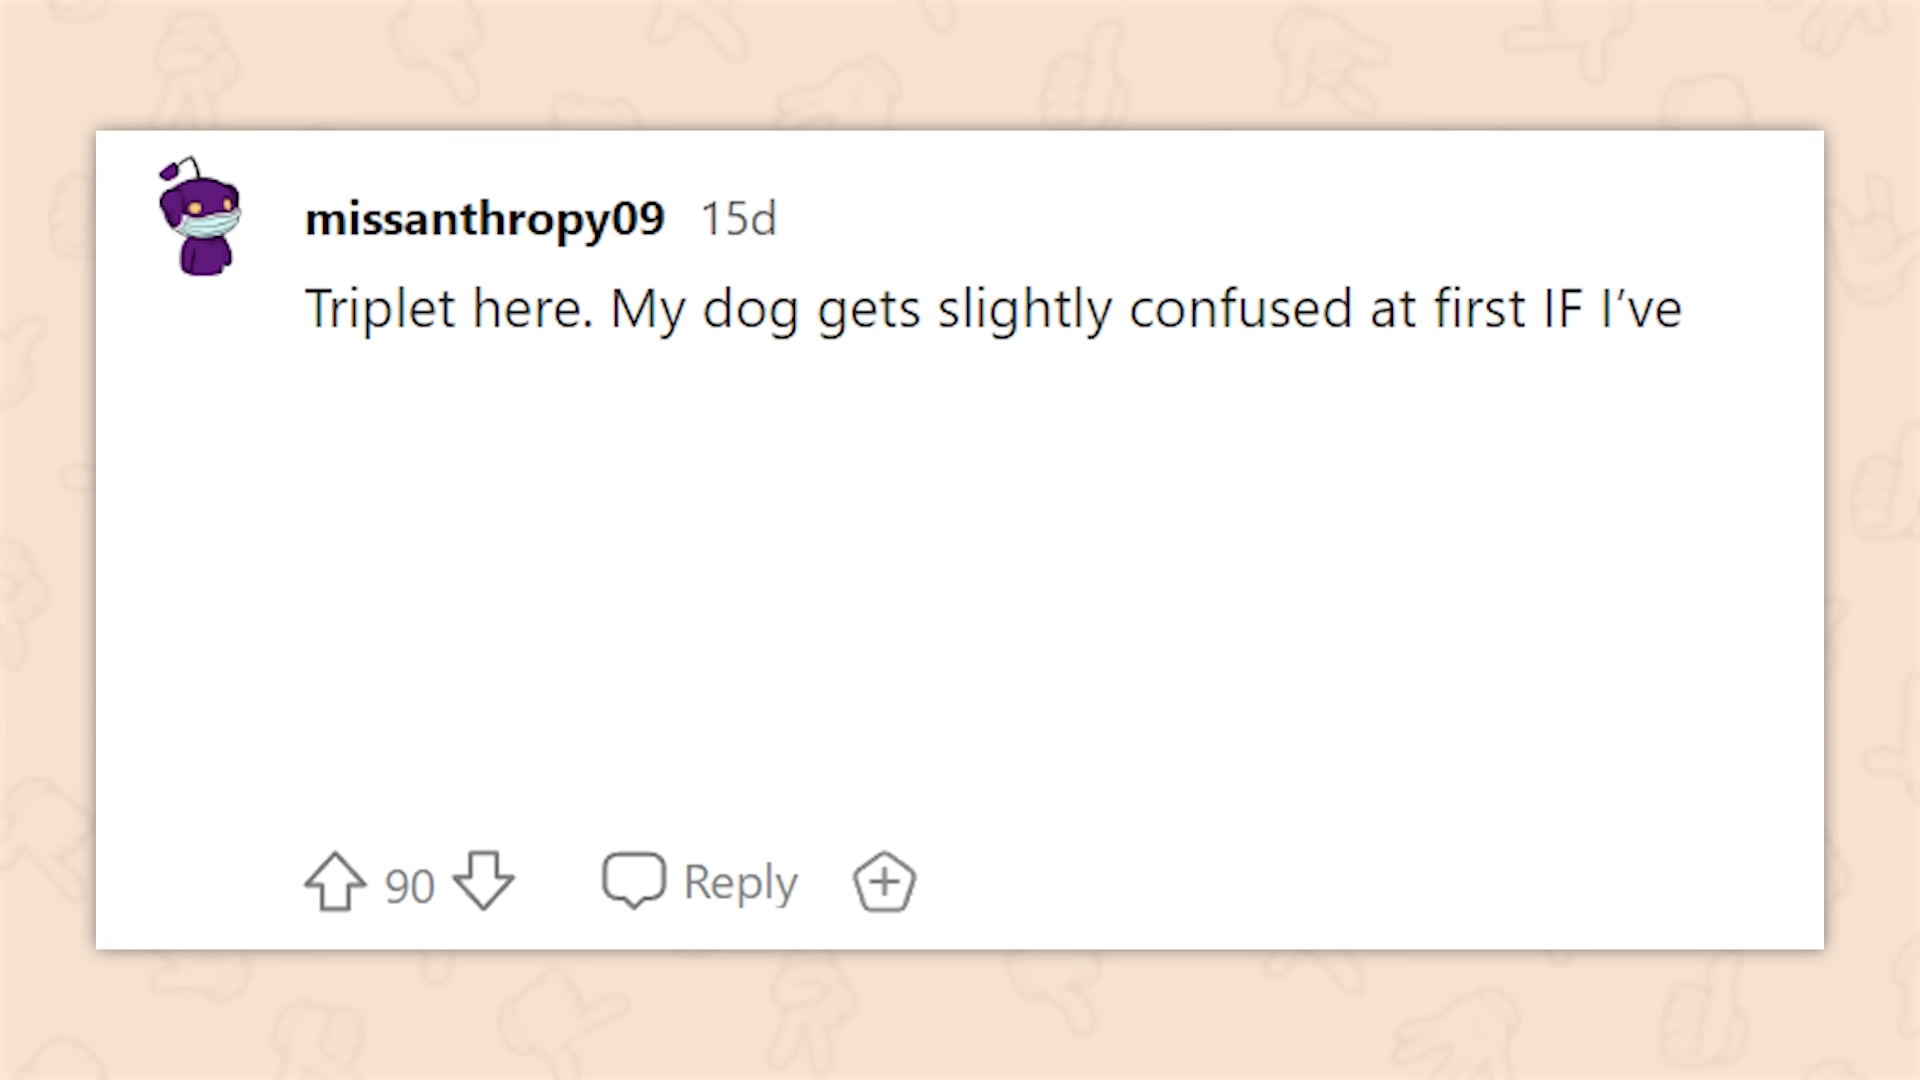 missanthropy09 15d
Triplet here. My dog gets slightly confused at first IF I’ve
90 Reply